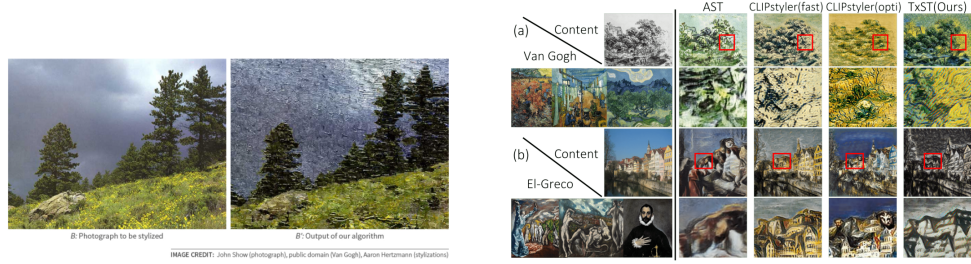 B: Photograph to be stylized
B': Output of our algorithm
IMAGE CREDIT: John Show (photograph), public domain (Van Gogh), Aaron Hertzmann (stylizations)
AST CLIPstyler(fast) CLIPstyler(opti) TxST(Ours)
(a) Content
Van Gogh
(b) Content
El-Greco